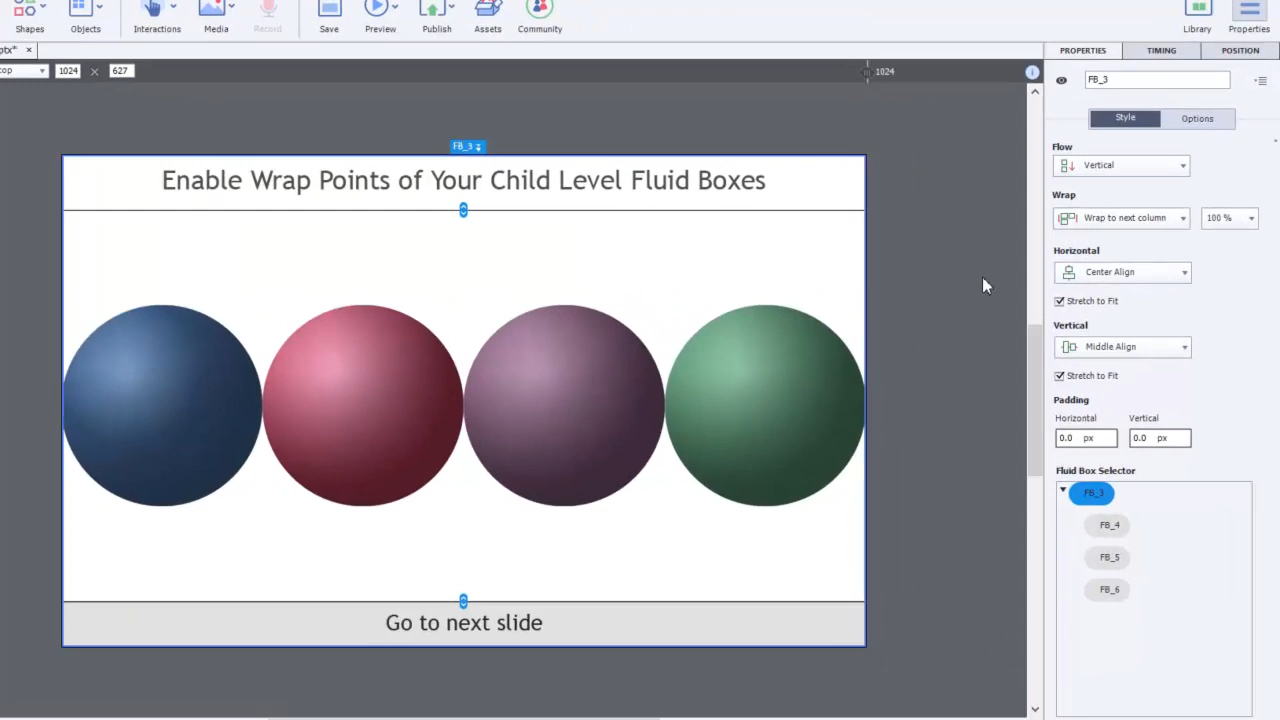 Shapes Objects Interactions Media Record Save Preview Publish Assets Community Library Properties
ptx* ×
PROPERTIES TIMING POSITION
top 1024 × 627 1024
FB_3
Style Options
Flow
Vertical
Wrap
Wrap to next column 100 %
Horizontal
Center Align
Stretch to Fit
Vertical
Middle Align
Stretch to Fit
Padding
Horizontal Vertical
0.0 px 0.0 px
Fluid Box Selector
FB_3
FB_4
FB_5
FB_6
FB_3
Enable Wrap Points of Your Child Level Fluid Boxes
Go to next slide